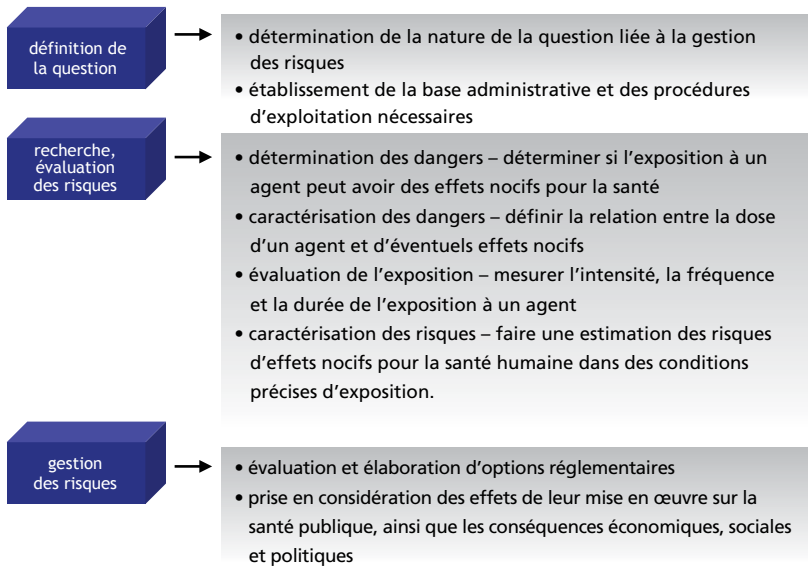 définition de
la question
• détermination de la nature de la question liée à la gestion
des risques
• établissement de la base administrative et des procédures
d’exploitation nécessaires
recherche,
évaluation
des risques
• détermination des dangers – déterminer si l’exposition à un
agent peut avoir des effets nocifs pour la santé
• caractérisation des dangers – définir la relation entre la dose
d’un agent et d’éventuels effets nocifs
• évaluation de l’exposition – mesurer l’intensité, la fréquence
et la durée de l’exposition à un agent
• caractérisation des risques – faire une estimation des risques
d’effets nocifs pour la santé humaine dans des conditions
précises d’exposition.
gestion
des risques
• évaluation et élaboration d’options réglementaires
• prise en considération des effets de leur mise en œuvre sur la
santé publique, ainsi que les conséquences économiques, sociales
et politiques